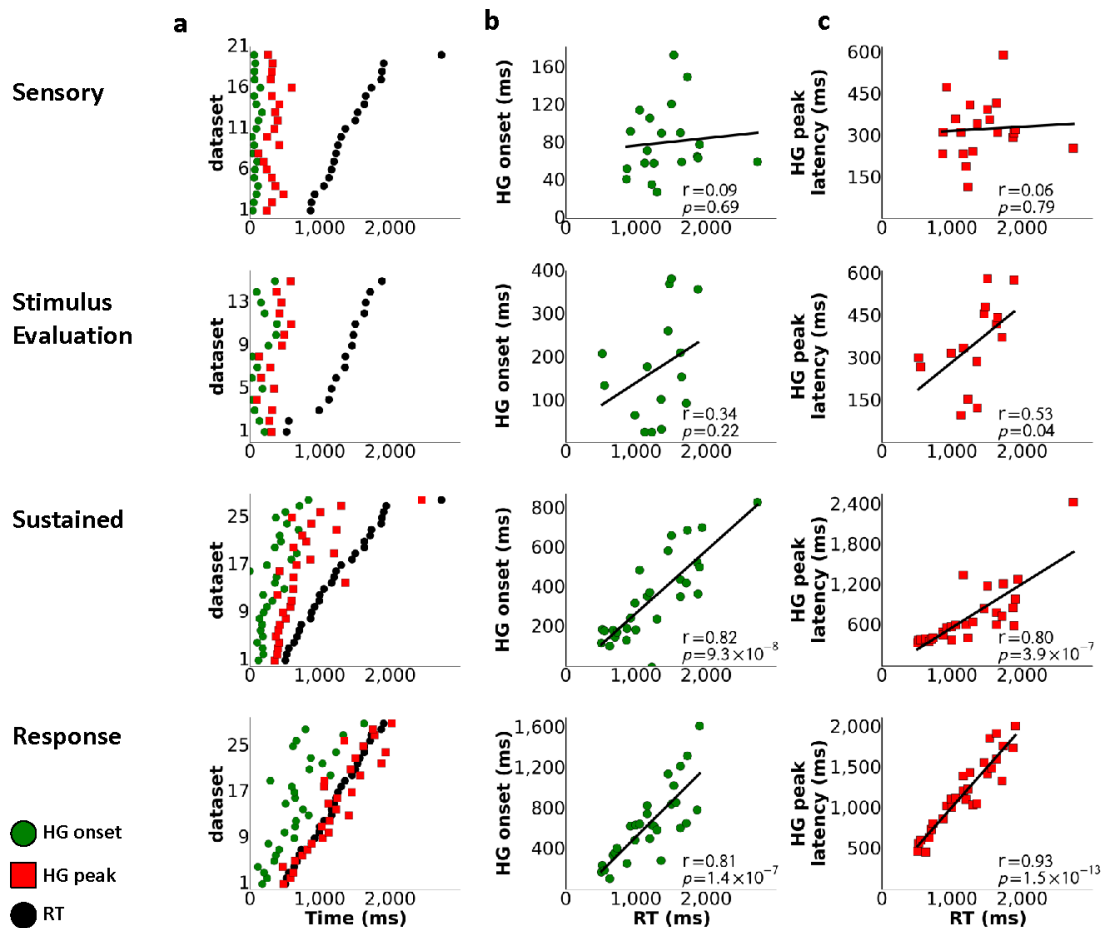 a
b
c
Sensory
dataset
21
16
11
6
1
0
1,000
2,000
HG onset (ms)
160
120
80
40
0
0
1,000
2,000
r=0.09
p=0.69
HG peak
latency (ms)
600
450
300
150
0
1,000
2,000
r=0.06
p=0.79
Stimulus
Evaluation
dataset
13
9
5
1
0
1,000
2,000
HG onset (ms)
400
300
200
100
0
1,000
2,000
r=0.34
p=0.22
HG peak
latency (ms)
600
450
300
150
0
1,000
2,000
r=0.53
p=0.04
Sustained
dataset
25
17
9
1
0
1,000
2,000
HG onset (ms)
800
600
400
200
0
1,000
2,000
r=0.82
p=9.3×10⁻⁸
HG peak
latency (ms)
2,400
1,800
1,200
600
0
1,000
2,000
r=0.80
p=3.9×10⁻⁷
Response
dataset
25
17
9
1
0
1,000
2,000
Time (ms)
HG onset (ms)
1,600
1,200
800
400
0
1,000
2,000
RT (ms)
r=0.81
p=1.4×10⁻⁷
HG peak
latency (ms)
2,000
1,500
1,000
500
0
1,000
2,000
RT (ms)
r=0.93
p=1.5×10⁻¹³
HG onset
HG peak
RT